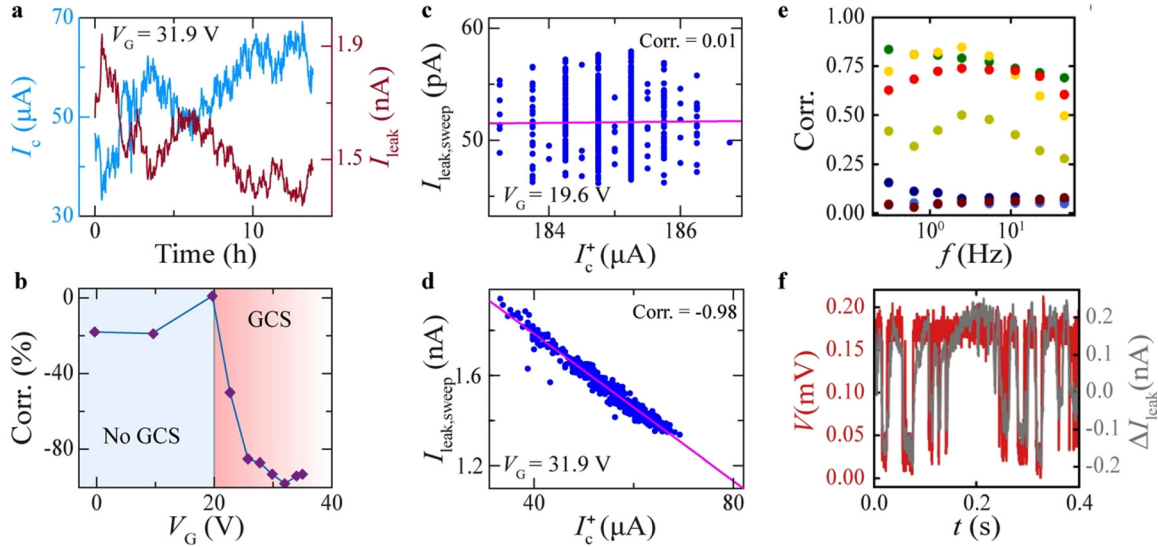 a
V_G = 31.9 V
I_c (μA)
70
50
30
I_leak (nA)
1.9
1.5
0 5 10
Time (h)
b
Corr. (%)
0
-40
-80
No GCS
GCS
0 20 40
V_G (V)
c
Corr. = 0.01
I_leak,sweep (pA)
56
52
V_G = 19.6 V
184 186
I_c^+ (μA)
d
Corr. = -0.98
I_leak,sweep (nA)
1.6
1.2
V_G = 31.9 V
40 60 80
I_c^+ (μA)
e
Corr.
1.00
0.75
0.50
0.25
0.00
10^0 10^1
f (Hz)
f
V(mV)
0.20
0.15
0.10
0.05
0.00
ΔI_leak (nA)
0.2
0.1
0.0
-0.1
-0.2
0.0 0.2 0.4
t (s)